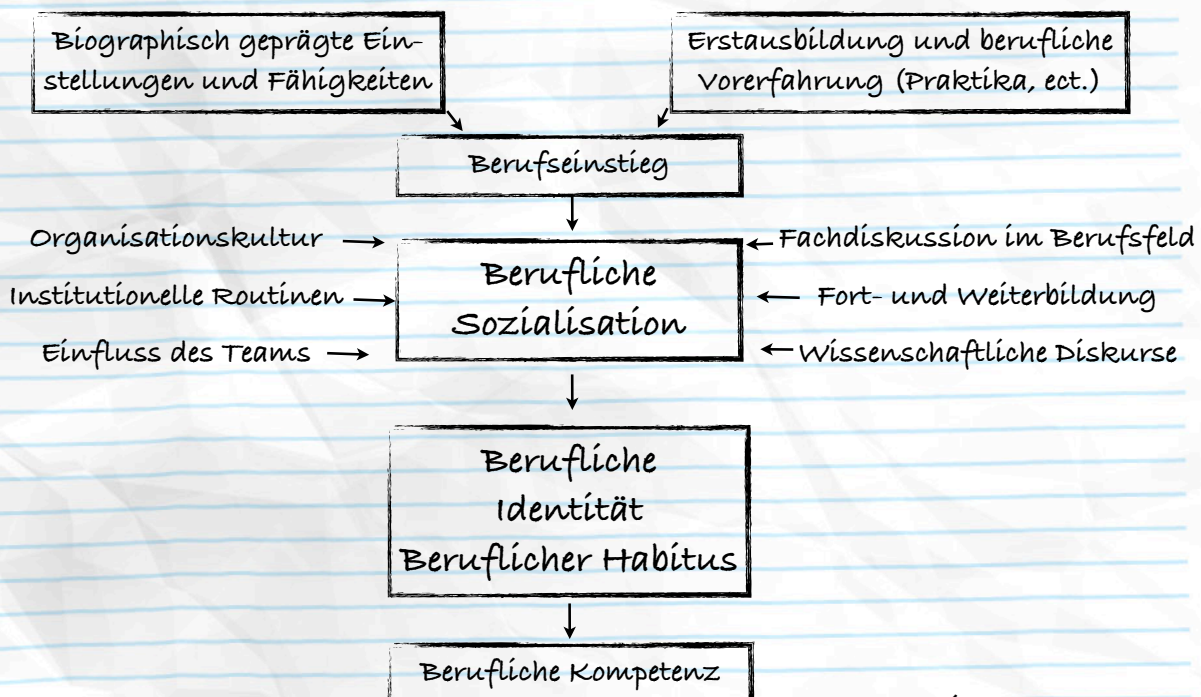 Biographisch geprägte Ein-
stellungen und Fähigkeiten
Erstausbildung und berufliche
Vorerfahrung (Praktika, ect.)
Berufseinstieg
Organisationskultur
Institutionelle Routinen
Einfluss des Teams
Berufliche
Sozialisation
Fachdiskussion im Berufsfeld
Fort- und Weiterbildung
Wissenschaftliche Diskurse
Berufliche
Identität
Beruflicher Habitus
Berufliche Kompetenz